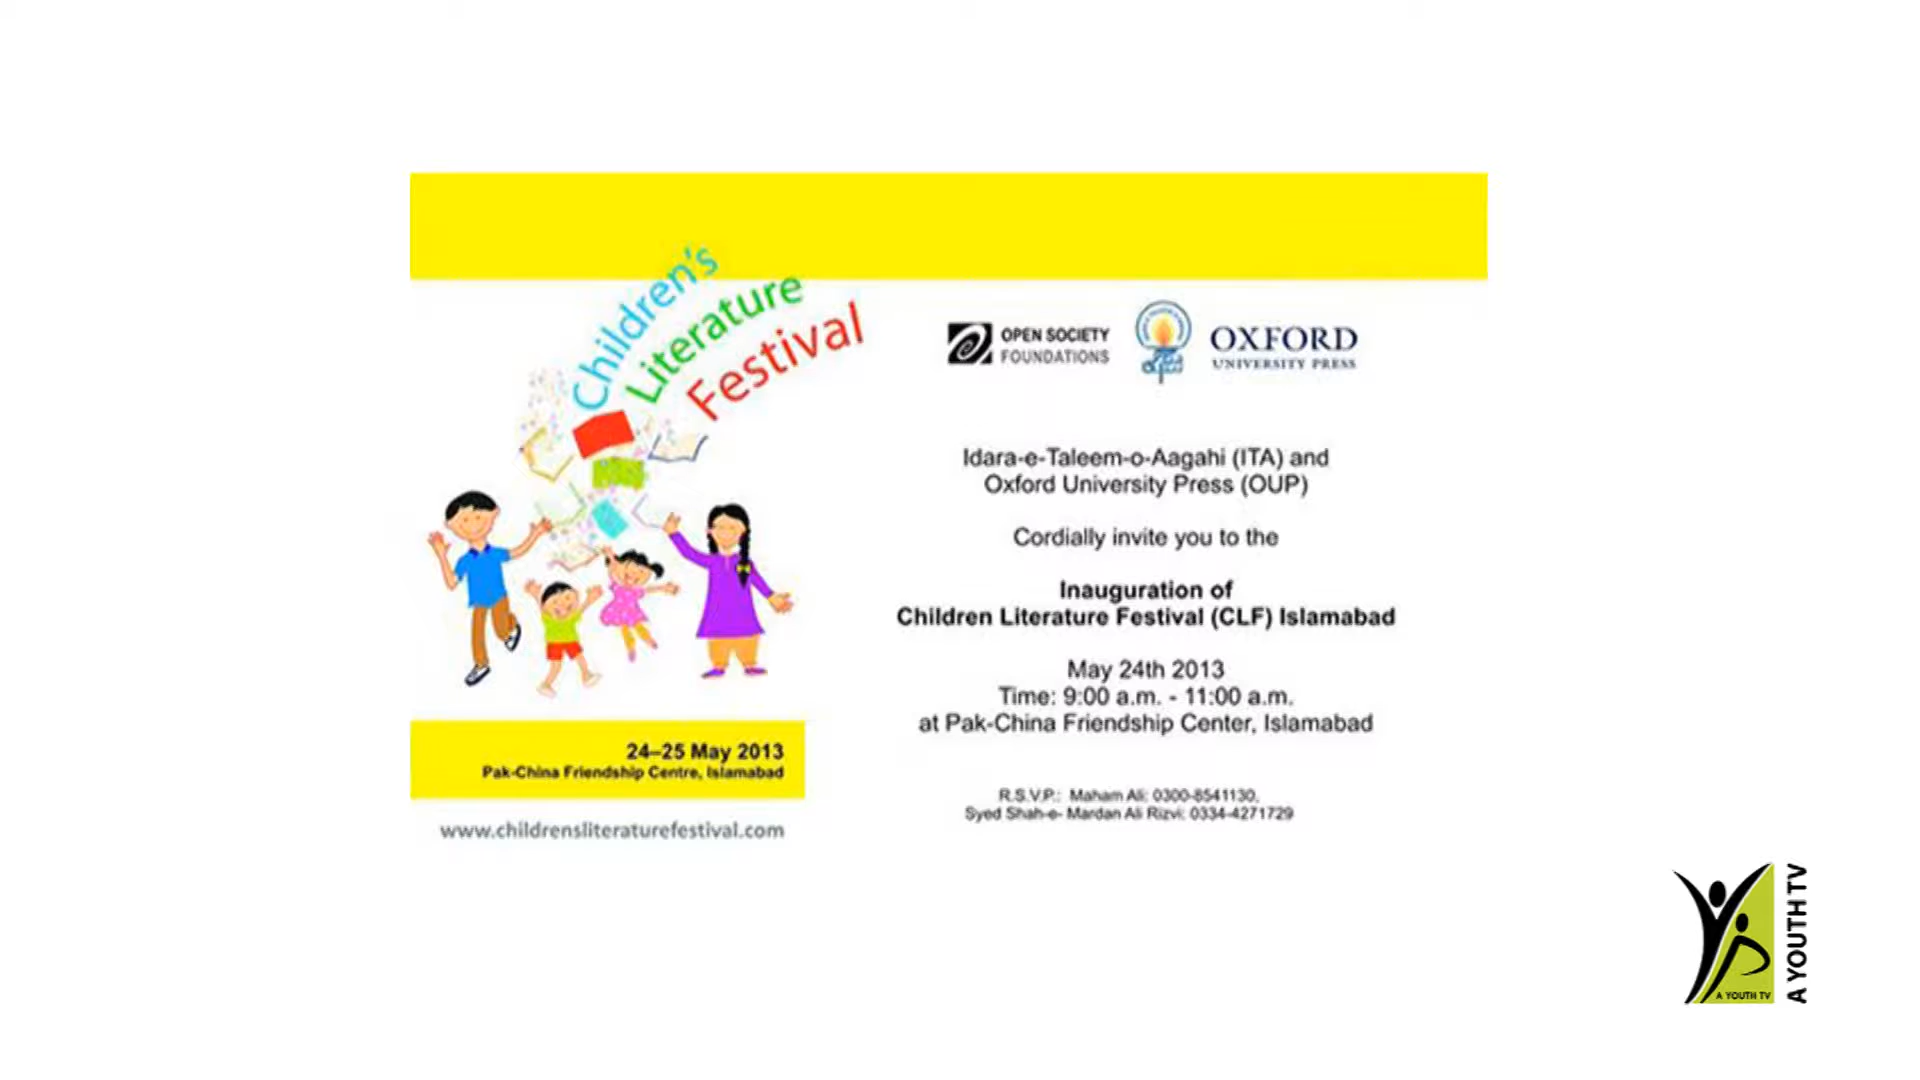 Children's
Literature
Festival
24–25 May 2013
Pak-China Friendship Centre, Islamabad
www.childrensliteraturefestival.com
OPEN SOCIETY
FOUNDATIONS
OXFORD
UNIVERSITY PRESS
Idara-e-Taleem-o-Aagahi (ITA) and
Oxford University Press (OUP)
Cordially invite you to the
Inauguration of
Children Literature Festival (CLF) Islamabad
May 24th 2013
Time: 9:00 a.m. - 11:00 a.m.
at Pak-China Friendship Center, Islamabad
R.S.V.P.: Maham Ali: 0300-8541130,
Syed Shah-e- Mardan Ali Rizvi: 0334-4271729
A YOUTH TV
A YOUTH TV